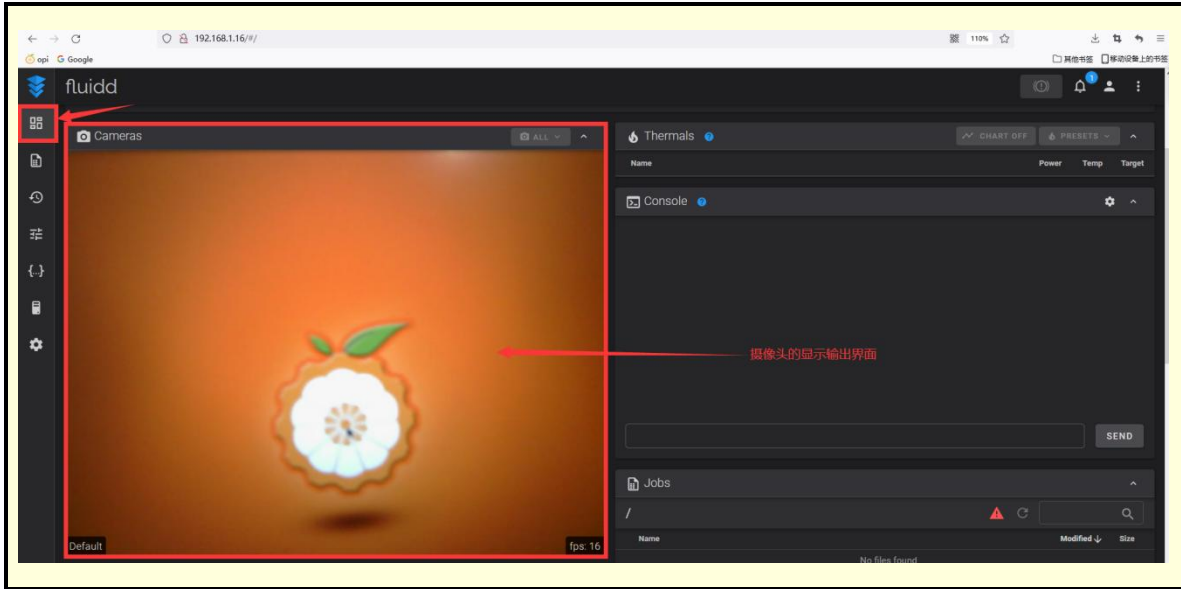 192.168.1.16/#/
110%
opi
G Google
其他书签
移动设备上的书签
fluidd
1
Cameras
ALL
Thermals
CHART OFF
PRESETS
Name
Power
Temp
Target
Console
{...}
摄像头的显示输出界面
SEND
Jobs
/
Default
fps: 16
Name
Modified
Size
No files found